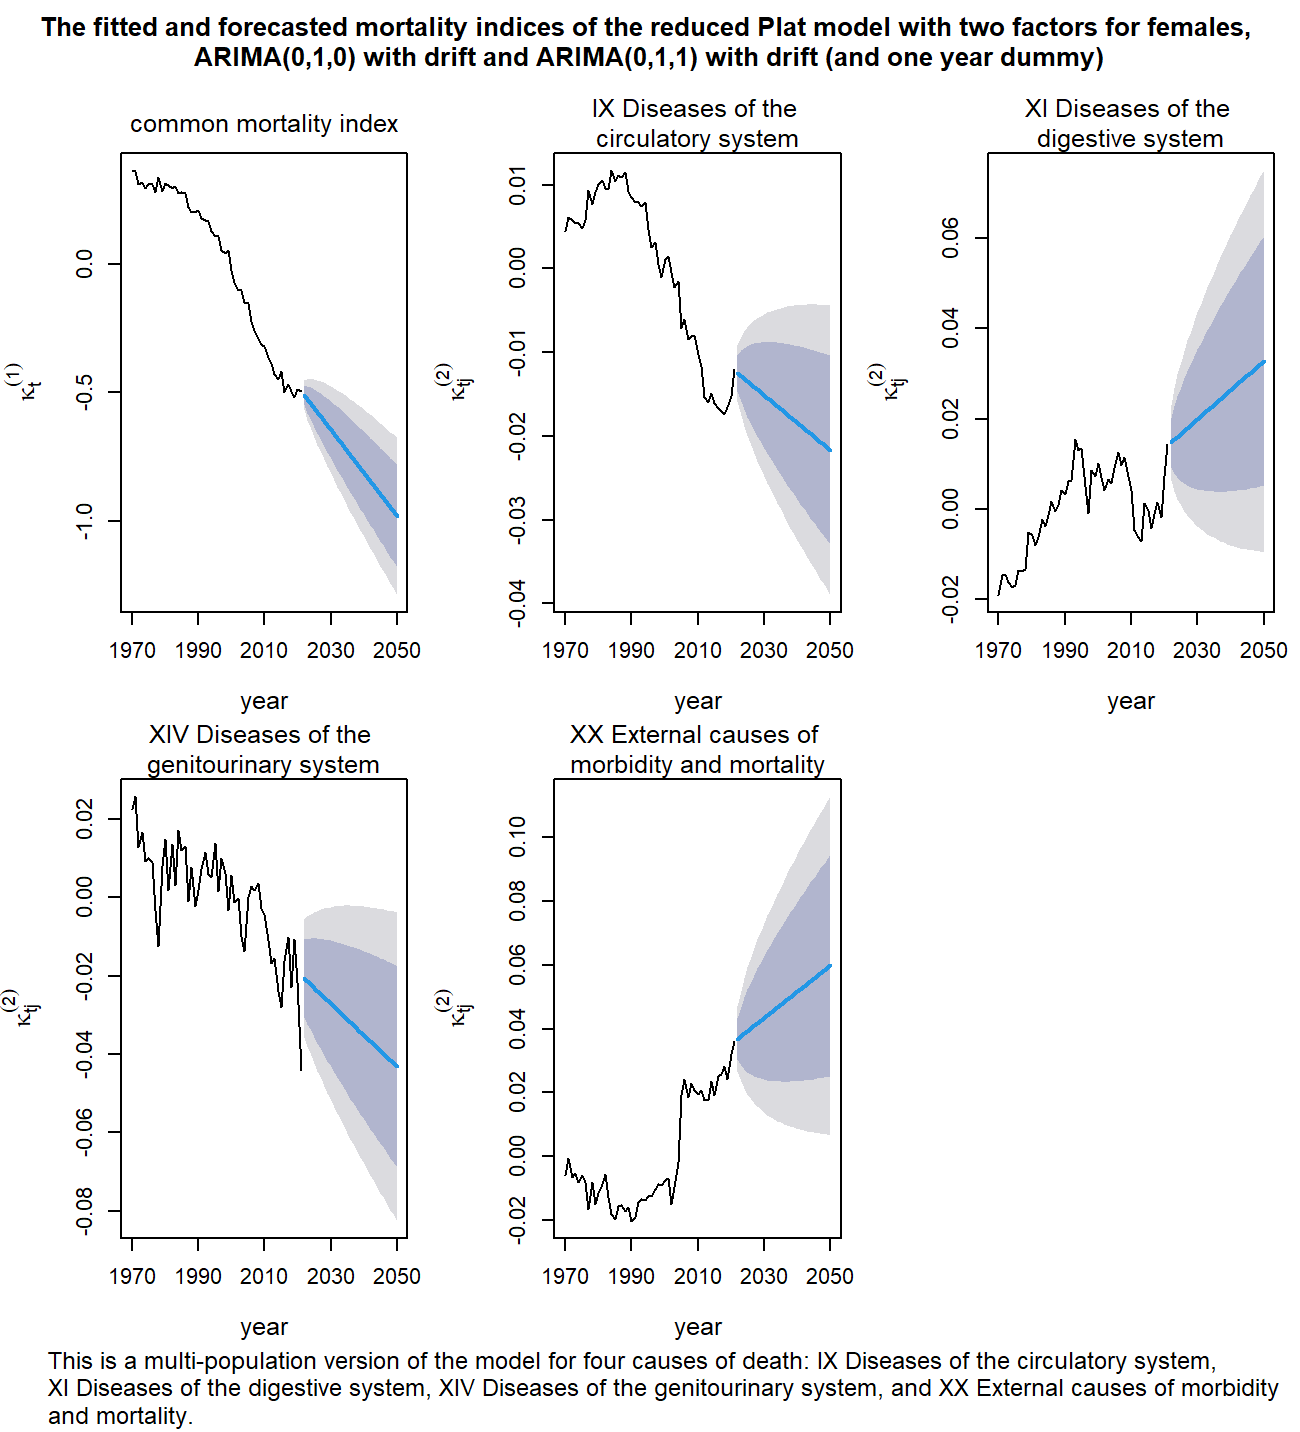 The fitted and forecasted mortality indices of the reduced Plat model with two factors for females,
ARIMA(0,1,0) with drift and ARIMA(0,1,1) with drift (and one year dummy)
common mortality index
κt(1)
0.0
-0.5
-1.0
1970 1990 2010 2030 2050
year
IX Diseases of the
circulatory system
κtj(2)
0.01
0.00
-0.01
-0.02
-0.03
-0.04
1970 1990 2010 2030 2050
year
XI Diseases of the
digestive system
κtj(2)
0.06
0.04
0.02
0.00
-0.02
1970 1990 2010 2030 2050
year
XIV Diseases of the
genitourinary system
κtj(2)
0.02
0.00
-0.02
-0.04
-0.06
-0.08
1970 1990 2010 2030 2050
year
XX External causes of
morbidity and mortality
κtj(2)
0.10
0.08
0.06
0.04
0.02
0.00
-0.02
1970 1990 2010 2030 2050
year
This is a multi-population version of the model for four causes of death: IX Diseases of the circulatory system,
XI Diseases of the digestive system, XIV Diseases of the genitourinary system, and XX External causes of morbidity
and mortality.